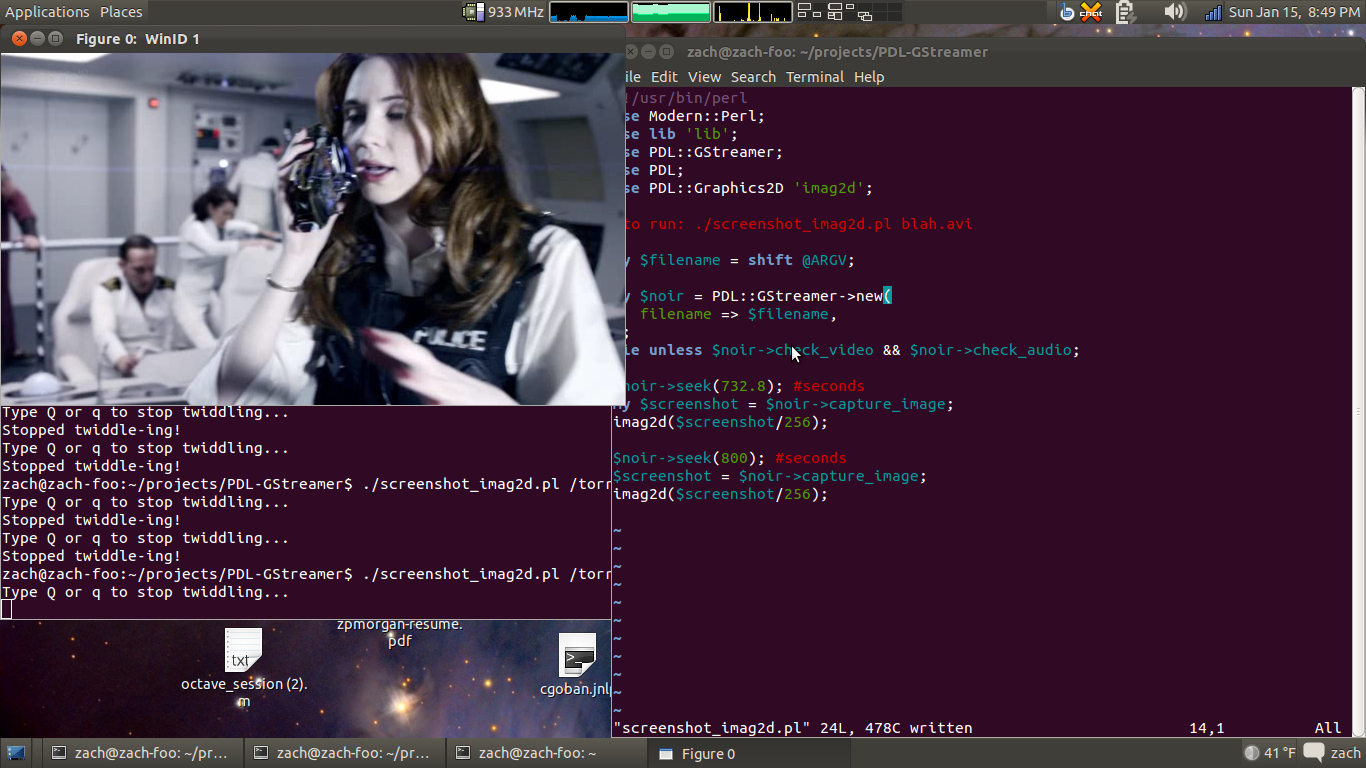 Applications Places
933 MHz
chat
Sun Jan 15, 8:49 PM
Figure 0: WinID 1
POLICE
Type Q or q to stop twiddling...
Stopped twiddle-ing!
Type Q or q to stop twiddling...
Stopped twiddle-ing!
zach@zach-foo:~/projects/PDL-GStreamer$ ./screenshot_imag2d.pl /torr
Type Q or q to stop twiddling...
Stopped twiddle-ing!
Type Q or q to stop twiddling...
Stopped twiddle-ing!
zach@zach-foo:~/projects/PDL-GStreamer$ ./screenshot_imag2d.pl /torr
Type Q or q to stop twiddling...
zach@zach-foo: ~/projects/PDL-GStreamer
ile Edit View Search Terminal Help
!/usr/bin/perl
se Modern::Perl;
se lib 'lib';
se PDL::GStreamer;
se PDL;
se PDL::Graphics2D 'imag2d';
to run: ./screenshot_imag2d.pl blah.avi
y $filename = shift @ARGV;
y $noir = PDL::GStreamer->new(
filename => $filename,
;
ie unless $noir->check_video && $noir->check_audio;
noir->seek(732.8); #seconds
my $screenshot = $noir->capture_image;
imag2d($screenshot/256);
$noir->seek(800); #seconds
$screenshot = $noir->capture_image;
imag2d($screenshot/256);
~
~
~
~
~
~
~
~
~
~
~
"screenshot_imag2d.pl" 24L, 478C written 14,1 All
zpmorgan-resume.
pdf
txt
octave_session (2).
m
cgoban.jnl
zach@zach-foo: ~/pr...
zach@zach-foo: ~/pr...
zach@zach-foo: ~
Figure 0
41 °F
zach